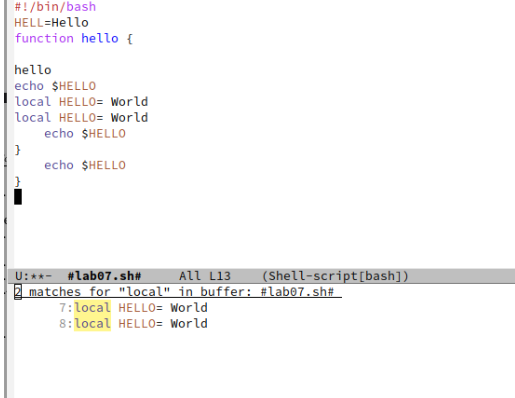 #!/bin/bash
HELL=Hello
function hello {
hello
echo $HELLO
local HELLO= World
local HELLO= World
    echo $HELLO
}
    echo $HELLO
}
U:**-  #lab07.sh#     All L13    (Shell-script[bash])
2 matches for "local" in buffer: #lab07.sh#
      7:local HELLO= World
      8:local HELLO= World